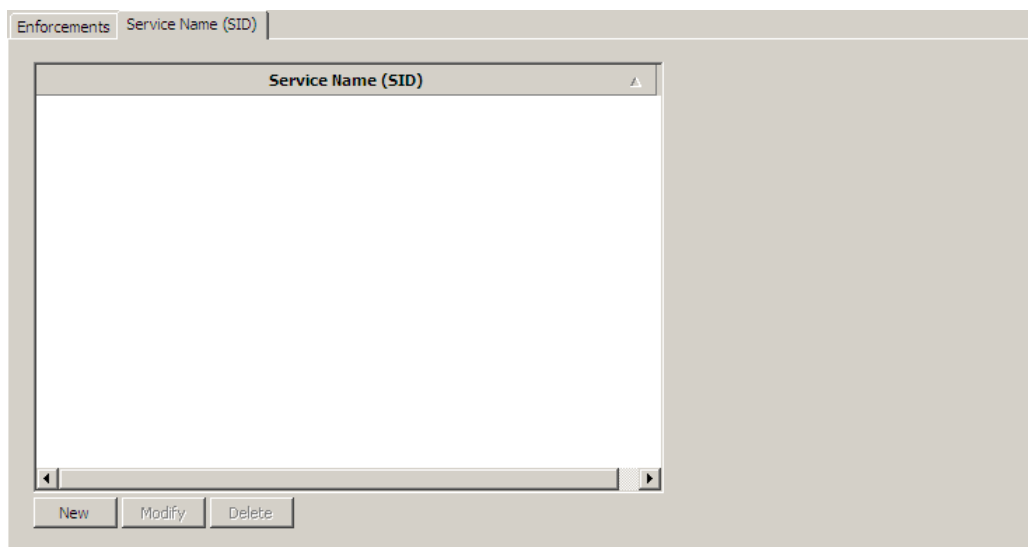 Enforcements Service Name (SID)
Service Name (SID)
New Modify Delete